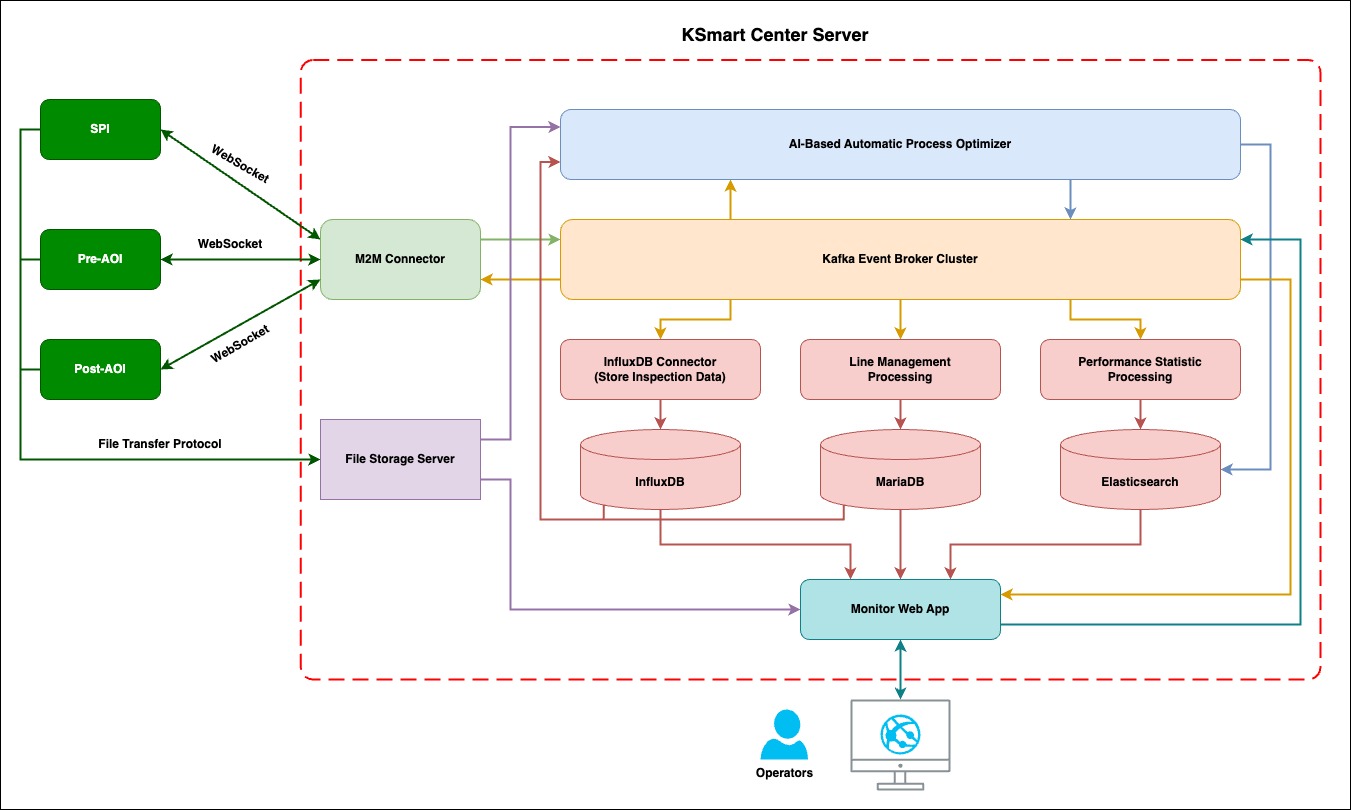 KSmart Center Server
SPI
WebSocket
AI-Based Automatic Process Optimizer
Pre-AOI
WebSocket
M2M Connector
Kafka Event Broker Cluster
Post-AOI
WebSocket
InfluxDB Connector
(Store Inspection Data)
Line Management
Processing
Performance Statistic
Processing
File Transfer Protocol
File Storage Server
InfluxDB
MariaDB
Elasticsearch
Monitor Web App
Operators